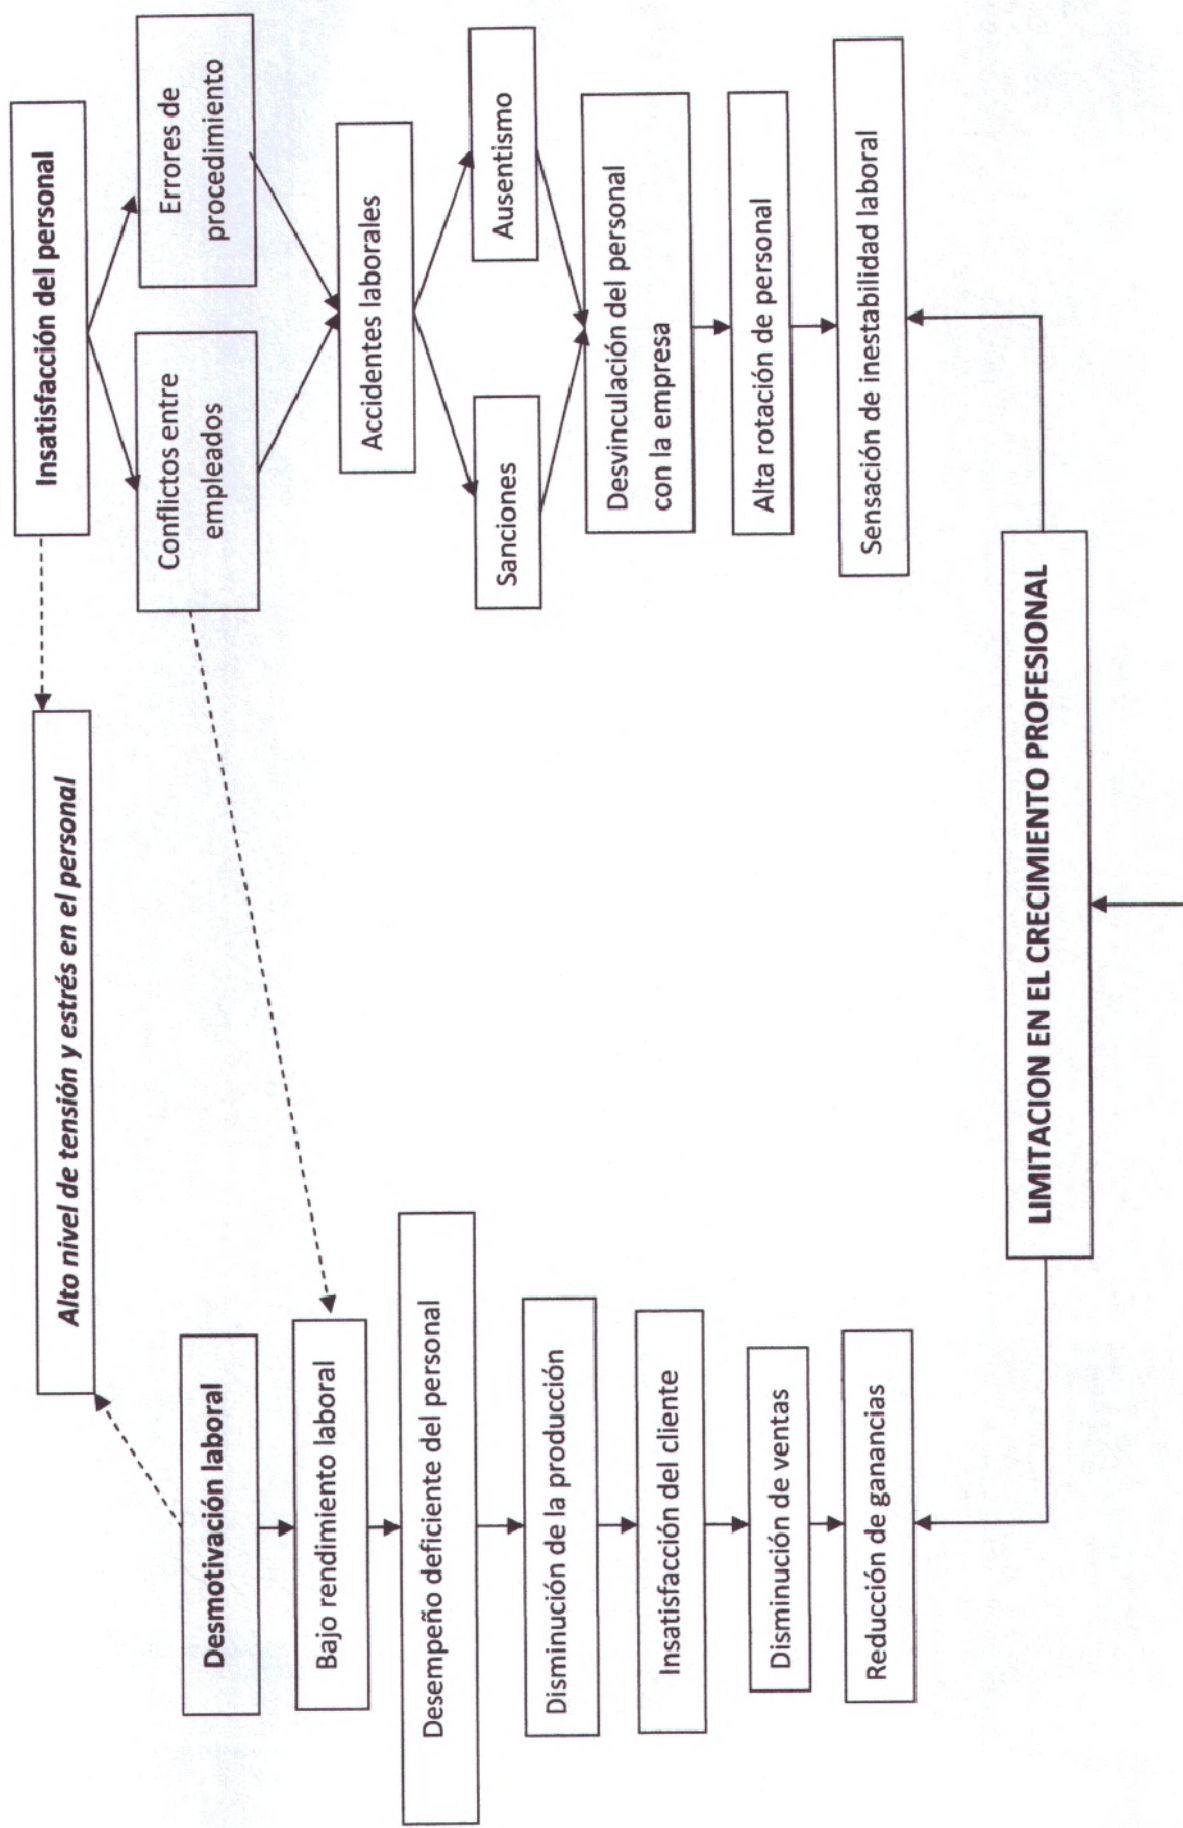 Alto nivel de tensión y estrés en el personal
Insatisfacción del personal
Desmotivación laboral
Conflictos entre
empleados
Errores de
procedimiento
Bajo rendimiento laboral
Accidentes laborales
Desempeño deficiente del personal
Sanciones
Ausentismo
Disminución de la producción
Desvinculación del personal
con la empresa
Insatisfacción del cliente
Alta rotación de personal
Disminución de ventas
Sensación de inestabilidad laboral
Reducción de ganancias
LIMITACION EN EL CRECIMIENTO PROFESIONAL